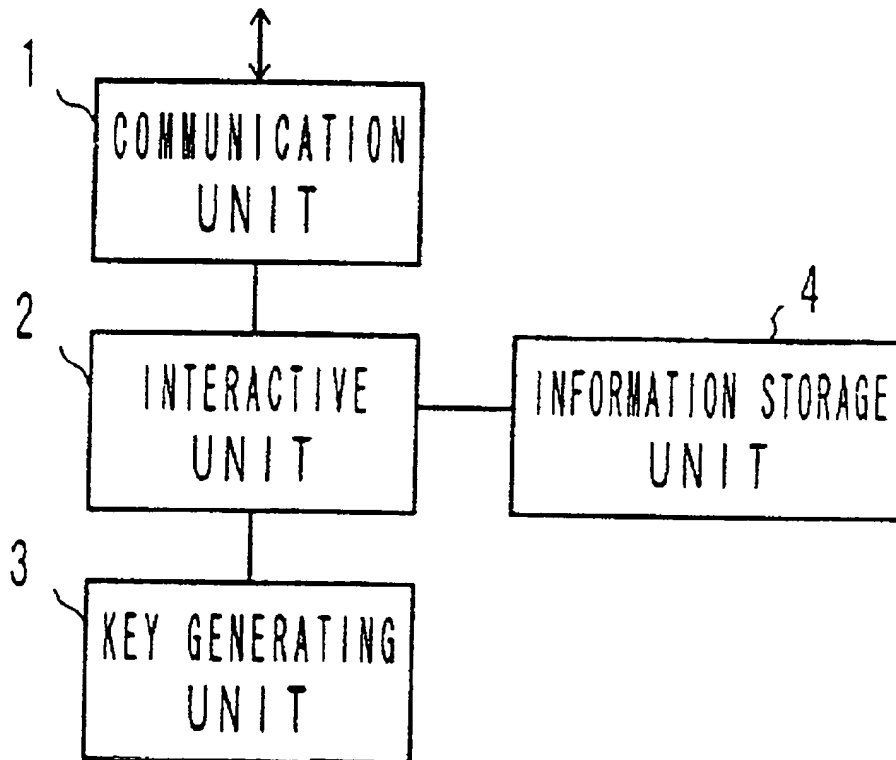 1
COMMUNICATION
UNIT
2
INTERACTIVE
UNIT
4
INFORMATION STORAGE
UNIT
3
KEY GENERATING
UNIT